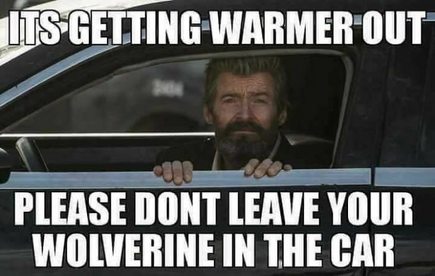 ITS GETTING WARMER OUT
PLEASE DONT LEAVE YOUR
WOLVERINE IN THE CAR